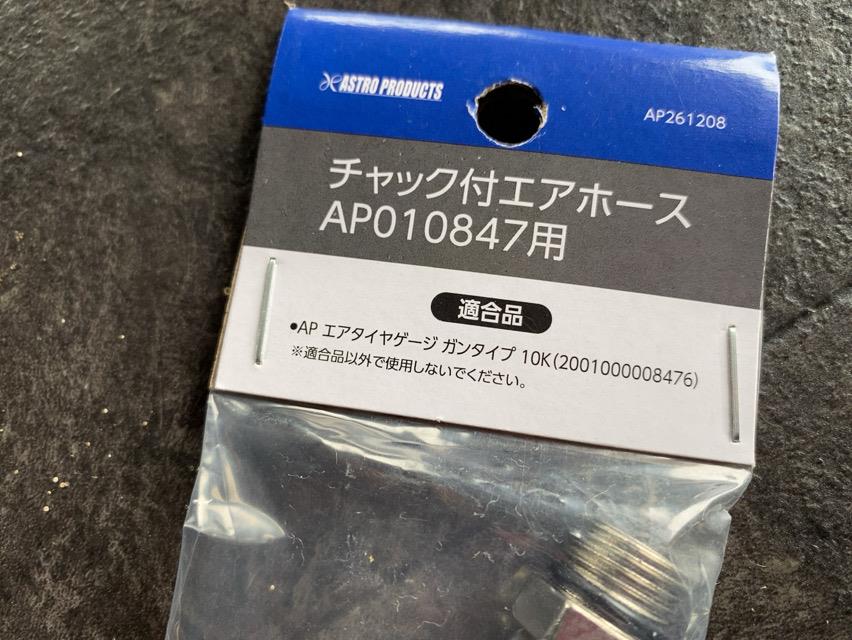 ASTRO PRODUCTS
AP261208
チャック付エアホース
AP010847用
適合品
●AP エアタイヤゲージ ガンタイプ 10K(2001000008476)
※適合品以外で使用しないでください。